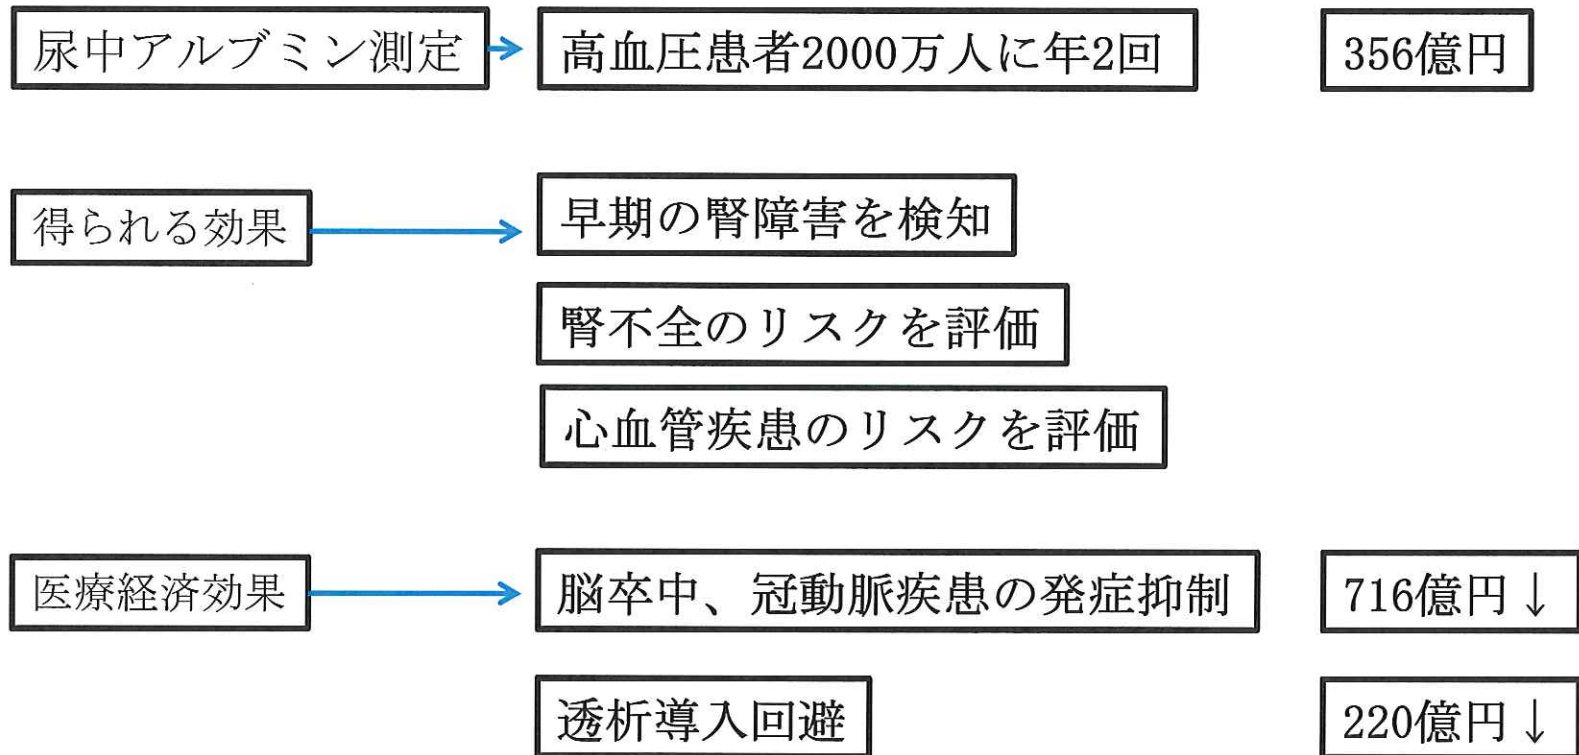 尿中アルブミン測定 → 高血圧患者2000万人に年2回 356億円
得られる効果 → 早期の腎障害を検知
腎不全のリスクを評価
心血管疾患のリスクを評価
医療経済効果 → 脳卒中、冠動脈疾患の発症抑制 716億円↓
透析導入回避 220億円↓